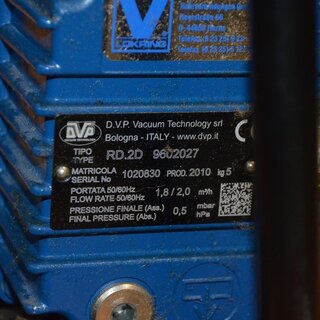 V
LOKRING
DVP
D.V.P. Vacuum Technology srl
Bologna - ITALY - www.dvp.it
TIPO
TYPE
RD.2D 9602027
MATRICOLA
SERIAL No
1020830 PROD. 2010 kg 5
PORTATA 50/60Hz
FLOW RATE 50/60Hz
1,8 / 2,0 m³/h
PRESSIONE FINALE (Ass.)
FINAL PRESSURE (Abs.)
0,5 mbar
hPa